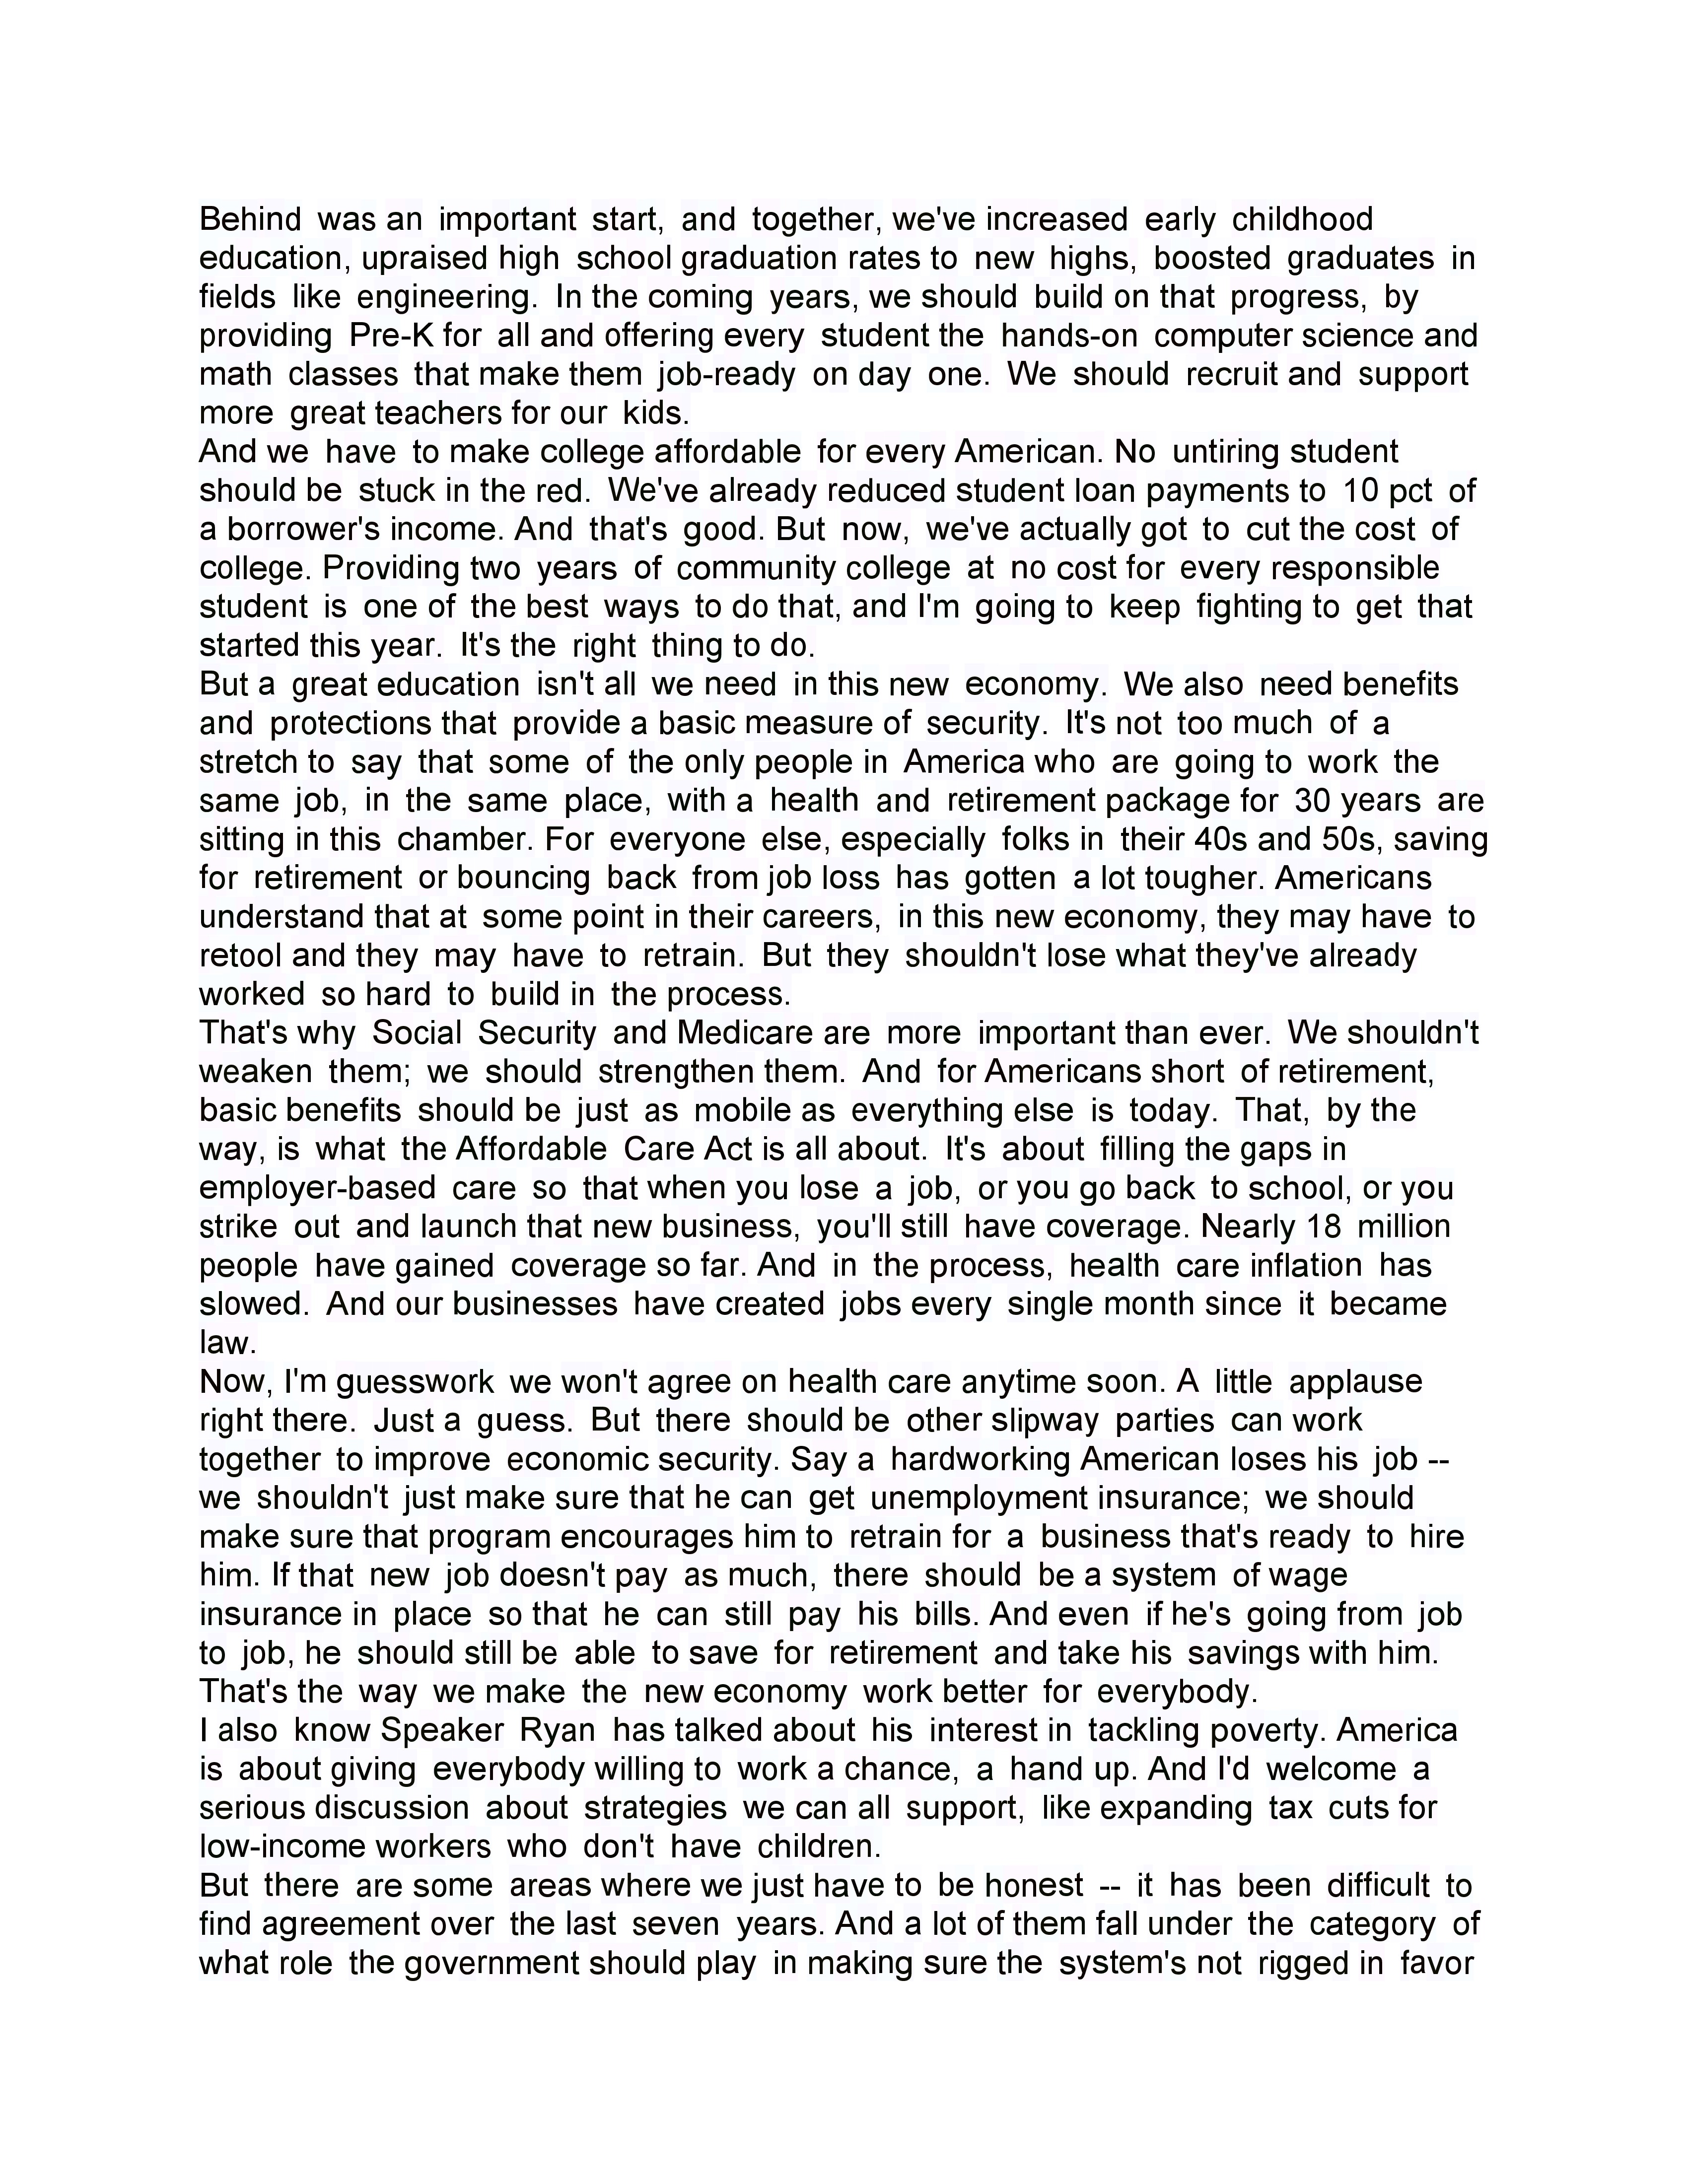 Behind was an important start, and together, we've increased early childhood
education, upraised high school graduation rates to new highs, boosted graduates in
fields like engineering. In the coming years, we should build on that progress, by
providing Pre-K for all and offering every student the hands-on computer science and
math classes that make them job-ready on day one. We should recruit and support
more great teachers for our kids.
And we have to make college affordable for every American. No untiring student
should be stuck in the red. We've already reduced student loan payments to 10 pct of
a borrower's income. And that's good. But now, we've actually got to cut the cost of
college. Providing two years of community college at no cost for every responsible
student is one of the best ways to do that, and I'm going to keep fighting to get that
started this year. It's the right thing to do.
But a great education isn't all we need in this new economy. We also need benefits
and protections that provide a basic measure of security. It's not too much of a
stretch to say that some of the only people in America who are going to work the
same job, in the same place, with a health and retirement package for 30 years are
sitting in this chamber. For everyone else, especially folks in their 40s and 50s, saving
for retirement or bouncing back from job loss has gotten a lot tougher. Americans
understand that at some point in their careers, in this new economy, they may have to
retool and they may have to retrain. But they shouldn't lose what they've already
worked so hard to build in the process.
That's why Social Security and Medicare are more important than ever. We shouldn't
weaken them; we should strengthen them. And for Americans short of retirement,
basic benefits should be just as mobile as everything else is today. That, by the
way, is what the Affordable Care Act is all about. It's about filling the gaps in
employer-based care so that when you lose a job, or you go back to school, or you
strike out and launch that new business, you'll still have coverage. Nearly 18 million
people have gained coverage so far. And in the process, health care inflation has
slowed. And our businesses have created jobs every single month since it became
law.
Now, I'm guesswork we won't agree on health care anytime soon. A little applause
right there. Just a guess. But there should be other slipway parties can work
together to improve economic security. Say a hardworking American loses his job --
we shouldn't just make sure that he can get unemployment insurance; we should
make sure that program encourages him to retrain for a business that's ready to hire
him. If that new job doesn't pay as much, there should be a system of wage
insurance in place so that he can still pay his bills. And even if he's going from job
to job, he should still be able to save for retirement and take his savings with him.
That's the way we make the new economy work better for everybody.
I also know Speaker Ryan has talked about his interest in tackling poverty. America
is about giving everybody willing to work a chance, a hand up. And I'd welcome a
serious discussion about strategies we can all support, like expanding tax cuts for
low-income workers who don't have children.
But there are some areas where we just have to be honest -- it has been difficult to
find agreement over the last seven years. And a lot of them fall under the category of
what role the government should play in making sure the system's not rigged in favor